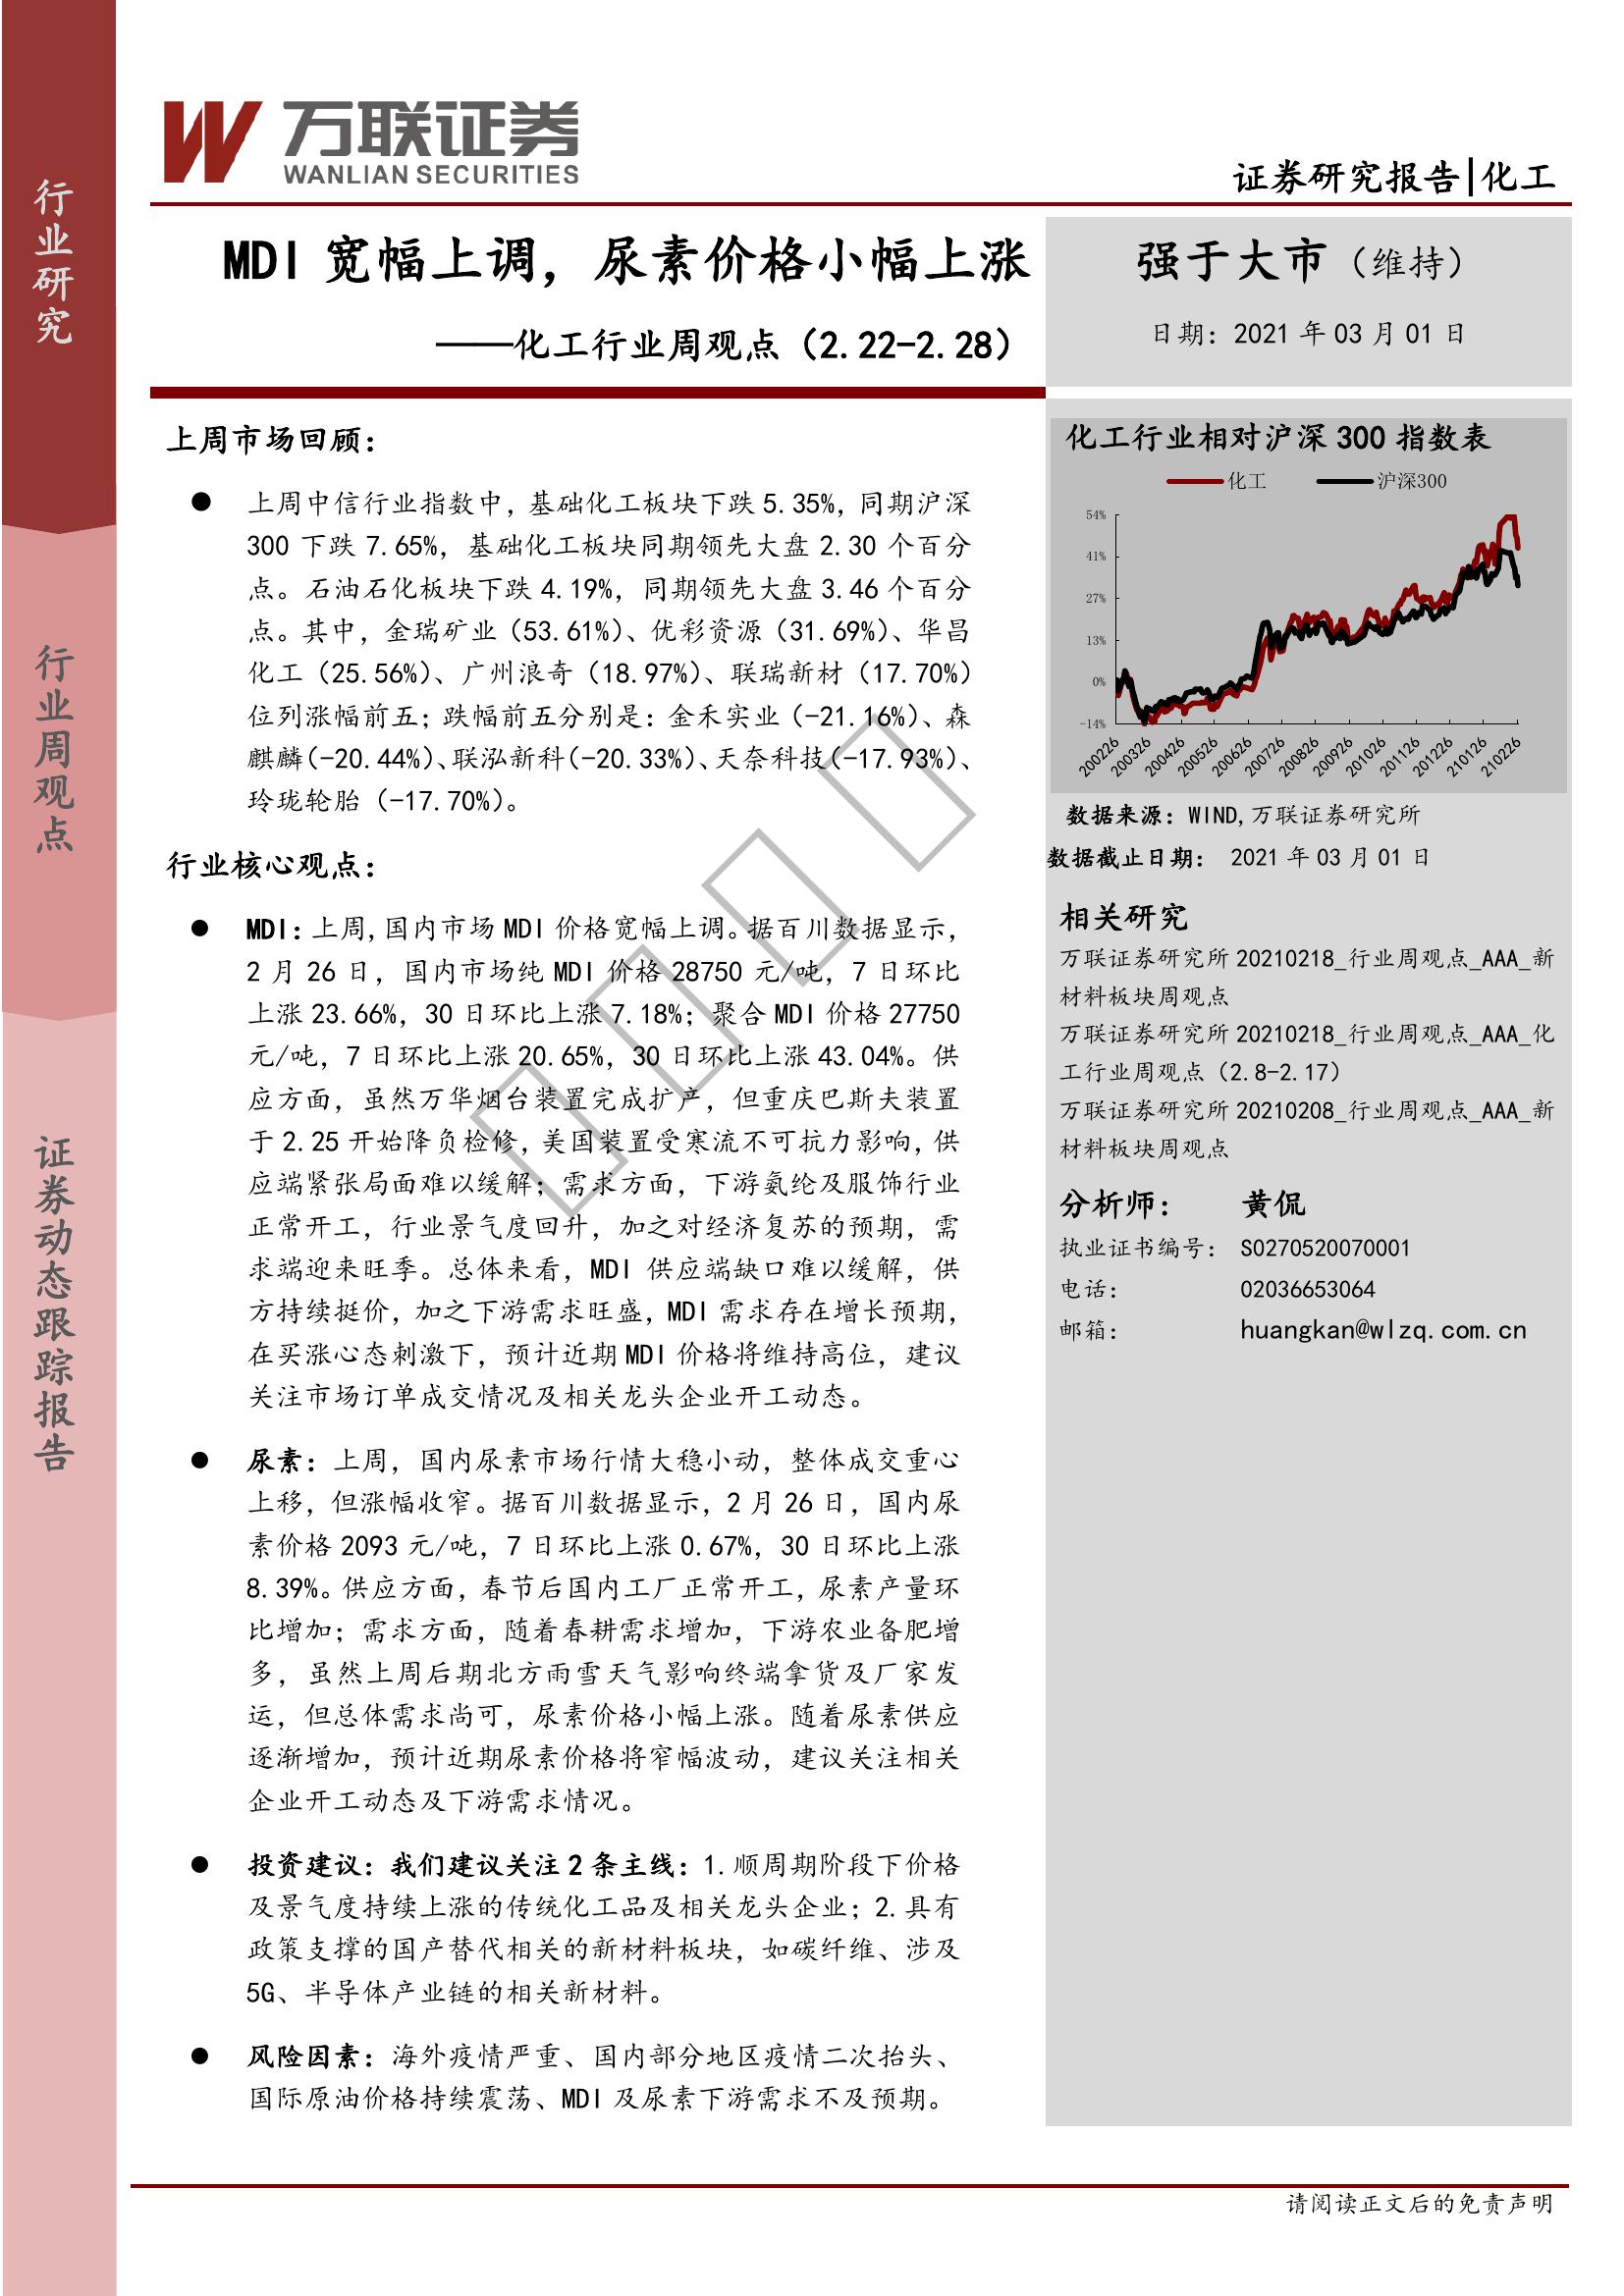 行业研究
行业周观点
证券动态跟踪报告
万联证券
WANLIAN SECURITIES
证券研究报告|化工
MDI 宽幅上调，尿素价格小幅上涨
——化工行业周观点（2.22-2.28）
强于大市（维持）
日期：2021 年 03 月 01 日
上周市场回顾：
● 上周中信行业指数中，基础化工板块下跌 5.35%，同期沪深
300 下跌 7.65%，基础化工板块同期领先大盘 2.30 个百分
点。石油石化板块下跌 4.19%，同期领先大盘 3.46 个百分
点。其中，金瑞矿业（53.61%）、优彩资源（31.69%）、华昌
化工（25.56%）、广州浪奇（18.97%）、联瑞新材（17.70%）
位列涨幅前五；跌幅前五分别是：金禾实业（-21.16%）、森
麒麟（-20.44%）、联泓新科（-20.33%）、天奈科技（-17.93%）、
玲珑轮胎（-17.70%）。
行业核心观点：
● MDI：上周，国内市场 MDI 价格宽幅上调。据百川数据显示，
2 月 26 日，国内市场纯 MDI 价格 28750 元/吨，7 日环比
上涨 23.66%，30 日环比上涨 7.18%；聚合 MDI 价格 27750
元/吨，7 日环比上涨 20.65%，30 日环比上涨 43.04%。供
应方面，虽然万华烟台装置完成扩产，但重庆巴斯夫装置
于 2.25 开始降负检修，美国装置受寒流不可抗力影响，供
应端紧张局面难以缓解；需求方面，下游氨纶及服饰行业
正常开工，行业景气度回升，加之对经济复苏的预期，需
求端迎来旺季。总体来看，MDI 供应端缺口难以缓解，供
方持续挺价，加之下游需求旺盛，MDI 需求存在增长预期，
在买涨心态刺激下，预计近期 MDI 价格将维持高位，建议
关注市场订单成交情况及相关龙头企业开工动态。
● 尿素：上周，国内尿素市场行情大稳小动，整体成交重心
上移，但涨幅收窄。据百川数据显示，2 月 26 日，国内尿
素价格 2093 元/吨，7 日环比上涨 0.67%，30 日环比上涨
8.39%。供应方面，春节后国内工厂正常开工，尿素产量环
比增加；需求方面，随着春耕需求增加，下游农业备肥增
多，虽然上周后期北方雨雪天气影响终端拿货及厂家发
运，但总体需求尚可，尿素价格小幅上涨。随着尿素供应
逐渐增加，预计近期尿素价格将窄幅波动，建议关注相关
企业开工动态及下游需求情况。
● 投资建议：我们建议关注 2 条主线：1.顺周期阶段下价格
及景气度持续上涨的传统化工品及相关龙头企业；2.具有
政策支撑的国产替代相关的新材料板块，如碳纤维、涉及
5G、半导体产业链的相关新材料。
● 风险因素：海外疫情严重、国内部分地区疫情二次抬头、
国际原油价格持续震荡、MDI 及尿素下游需求不及预期。
化工行业相对沪深 300 指数表
化工 沪深300
54%
41%
27%
13%
0%
-14%
200226 200326 200426 200526 200626 200726 200826 200926 201026 201126 201226 210126 210226
数据来源：WIND,万联证券研究所
数据截止日期： 2021 年 03 月 01 日
相关研究
万联证券研究所 20210218_行业周观点_AAA_新
材料板块周观点
万联证券研究所 20210218_行业周观点_AAA_化
工行业周观点（2.8-2.17）
万联证券研究所 20210208_行业周观点_AAA_新
材料板块周观点
分析师： 黄侃
执业证书编号： S0270520070001
电话： 02036653064
邮箱： huangkan@wlzq.com.cn
请阅读正文后的免责声明